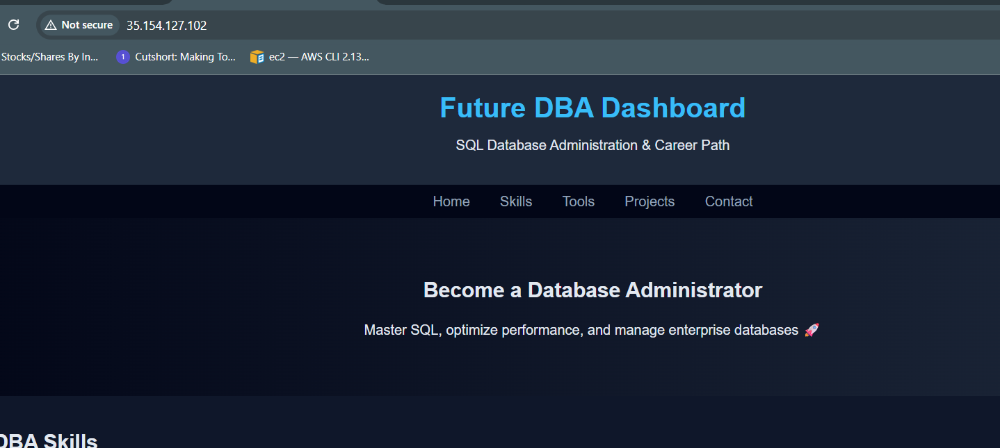 Not secure 35.154.127.102
Stocks/Shares By In... 1 Cutshort: Making To... ec2 — AWS CLI 2.13...
Future DBA Dashboard
SQL Database Administration & Career Path
Home Skills Tools Projects Contact
Become a Database Administrator
Master SQL, optimize performance, and manage enterprise databases 🚀
DBA Skills